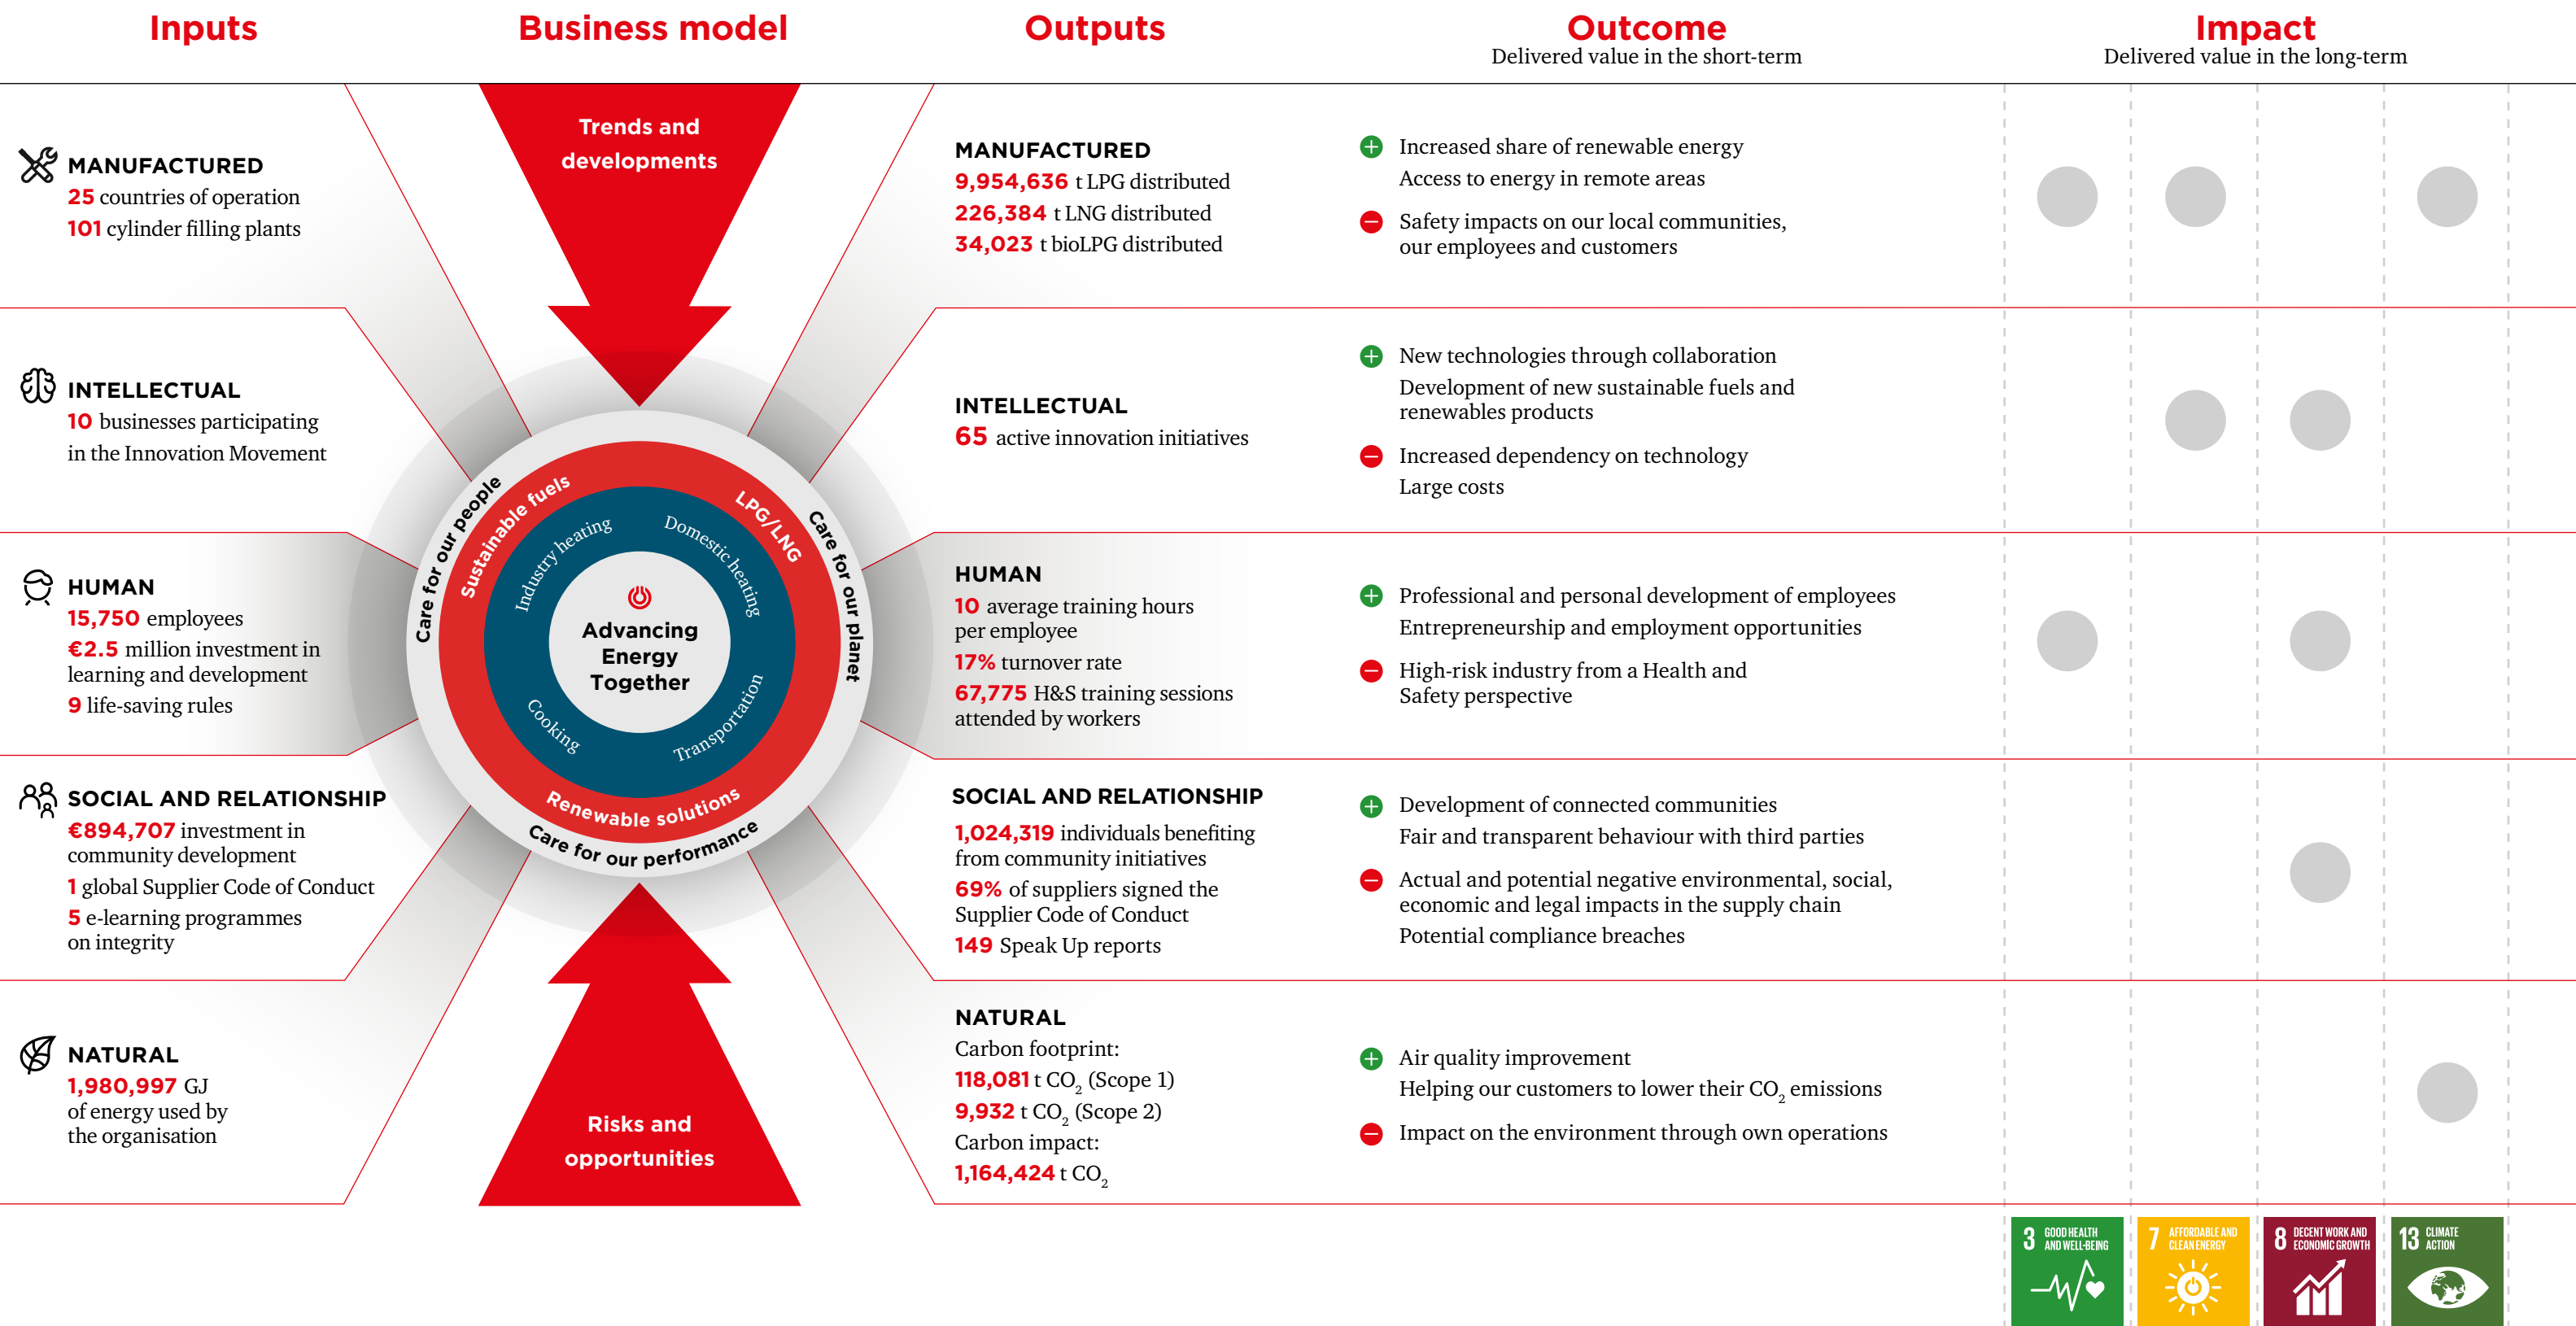 Inputs
Business model
Outputs
Outcome
Delivered value in the short-term
Impact
Delivered value in the long-term
MANUFACTURED
25 countries of operation
101 cylinder filling plants
INTELLECTUAL
10 businesses participating
in the Innovation Movement
HUMAN
15,750 employees
€2.5 million investment in
learning and development
9 life-saving rules
SOCIAL AND RELATIONSHIP
€894,707 investment in
community development
1 global Supplier Code of Conduct
5 e-learning programmes
on integrity
NATURAL
1,980,997 GJ
of energy used by
the organisation
Trends and
developments
Care for our people
Care for our planet
Care for our performance
Sustainable fuels
LPG/LNG
Renewable solutions
Industry heating
Domestic heating
Cooking
Transportation
Advancing
Energy
Together
Risks and
opportunities
MANUFACTURED
9,954,636 t LPG distributed
226,384 t LNG distributed
34,023 t bioLPG distributed
INTELLECTUAL
65 active innovation initiatives
HUMAN
10 average training hours
per employee
17% turnover rate
67,775 H&S training sessions
attended by workers
SOCIAL AND RELATIONSHIP
1,024,319 individuals benefiting
from community initiatives
69% of suppliers signed the
Supplier Code of Conduct
149 Speak Up reports
NATURAL
Carbon footprint:
118,081 t CO₂ (Scope 1)
9,932 t CO₂ (Scope 2)
Carbon impact:
1,164,424 t CO₂
Increased share of renewable energy
Access to energy in remote areas
Safety impacts on our local communities,
our employees and customers
New technologies through collaboration
Development of new sustainable fuels and
renewables products
Increased dependency on technology
Large costs
Professional and personal development of employees
Entrepreneurship and employment opportunities
High-risk industry from a Health and
Safety perspective
Development of connected communities
Fair and transparent behaviour with third parties
Actual and potential negative environmental, social,
economic and legal impacts in the supply chain
Potential compliance breaches
Air quality improvement
Helping our customers to lower their CO₂ emissions
Impact on the environment through own operations
3 GOOD HEALTH
AND WELL-BEING
7 AFFORDABLE AND
CLEAN ENERGY
8 DECENT WORK AND
ECONOMIC GROWTH
13 CLIMATE
ACTION